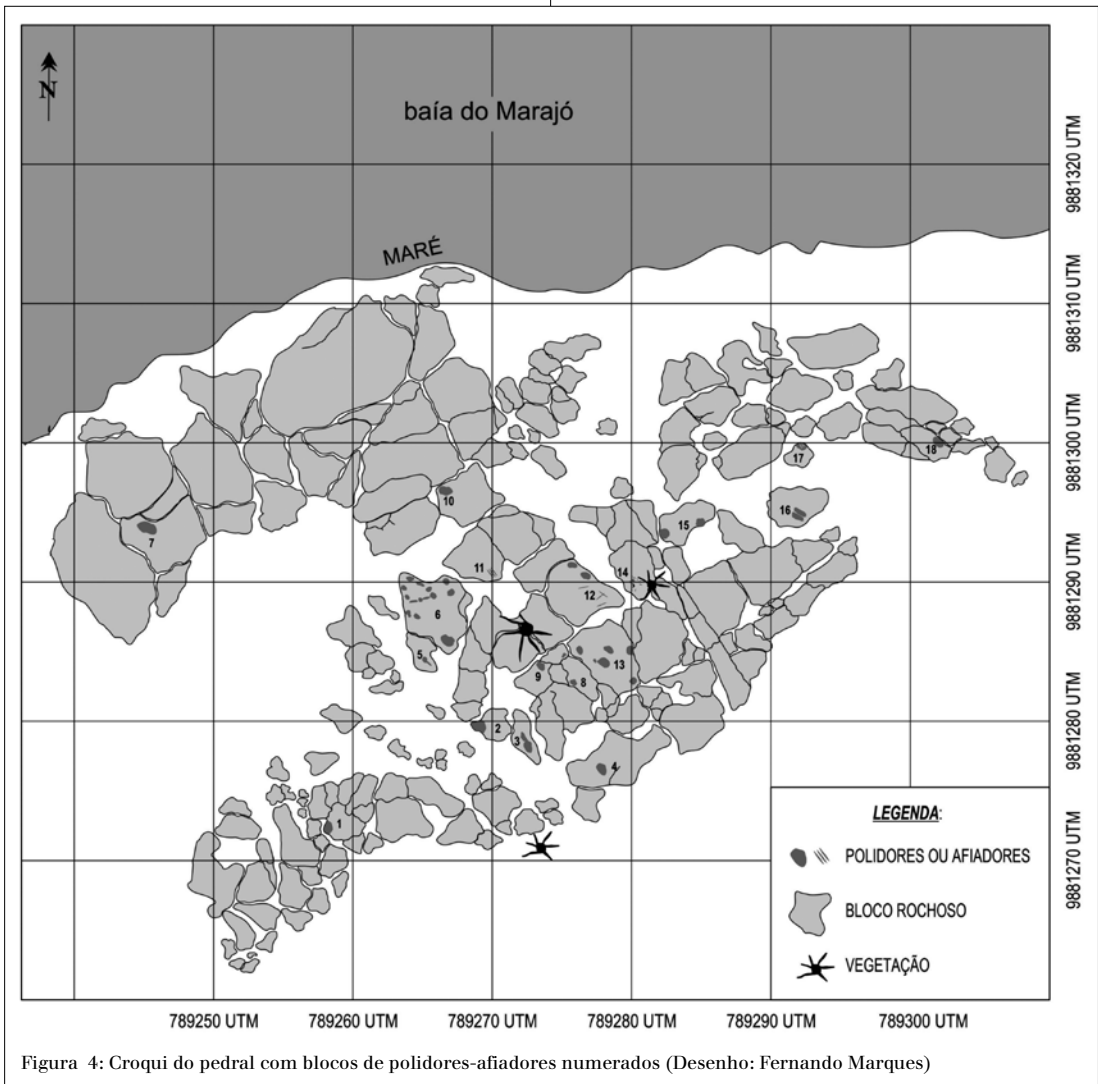 N
baía do Marajó
MARÉ
9881320 UTM
9881310 UTM
9881300 UTM
9881290 UTM
9881280 UTM
9881270 UTM
18
17
10
16
15
7
11
14
12
6
5
9
8
13
2
3
4
1
LEGENDA:
POLIDORES OU AFIADORES
BLOCO ROCHOSO
VEGETAÇÃO
789250 UTM
789260 UTM
789270 UTM
789280 UTM
789290 UTM
789300 UTM
Figura 4: Croqui do pedral com blocos de polidores-afiadores numerados (Desenho: Fernando Marques)